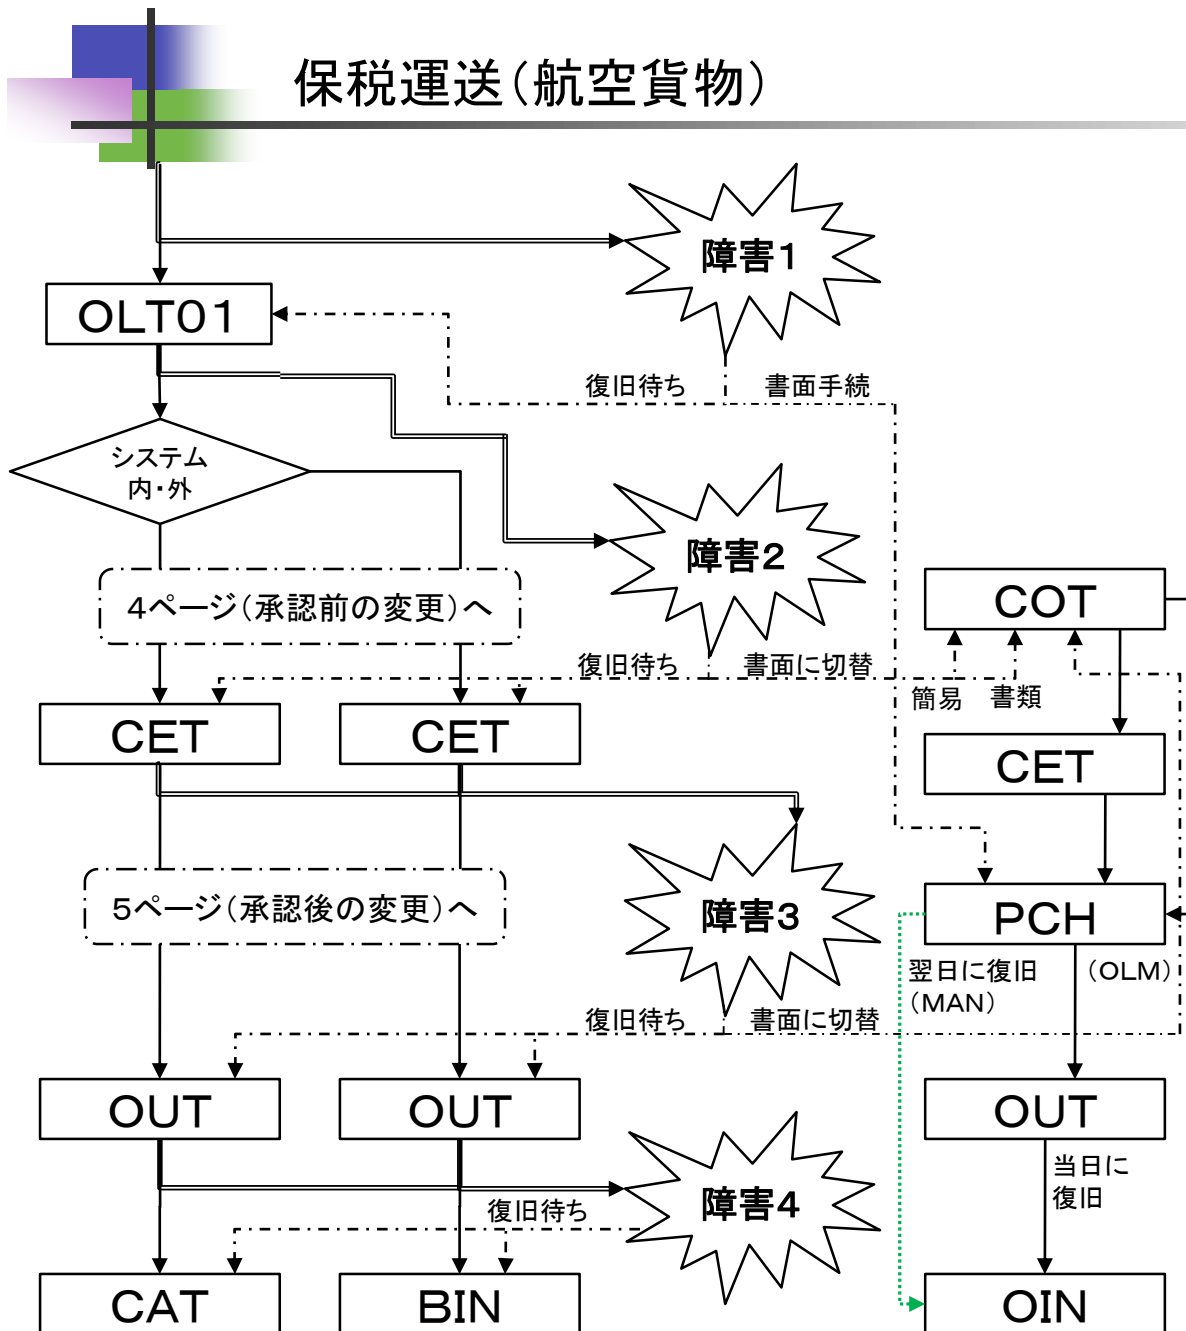 保税運送(航空貨物)
障害1
OLT01
復旧待ち
書面手続
システム
内・外
障害2
4ページ(承認前の変更)へ
COT
復旧待ち
書面に切替
簡易
書類
CET
CET
CET
障害3
5ページ(承認後の変更)へ
PCH
翌日に復旧
(MAN)
(OLM)
復旧待ち
書面に切替
OUT
OUT
OUT
当日に
復旧
障害4
復旧待ち
CAT
BIN
OIN